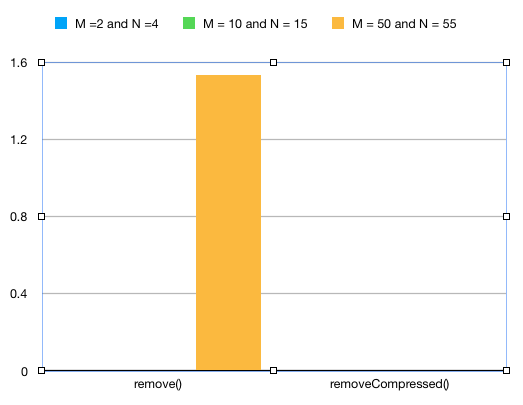 M =2 and N =4 M = 10 and N = 15 M = 50 and N = 55
1.6
1.2
0.8
0.4
0
remove() removeCompressed()